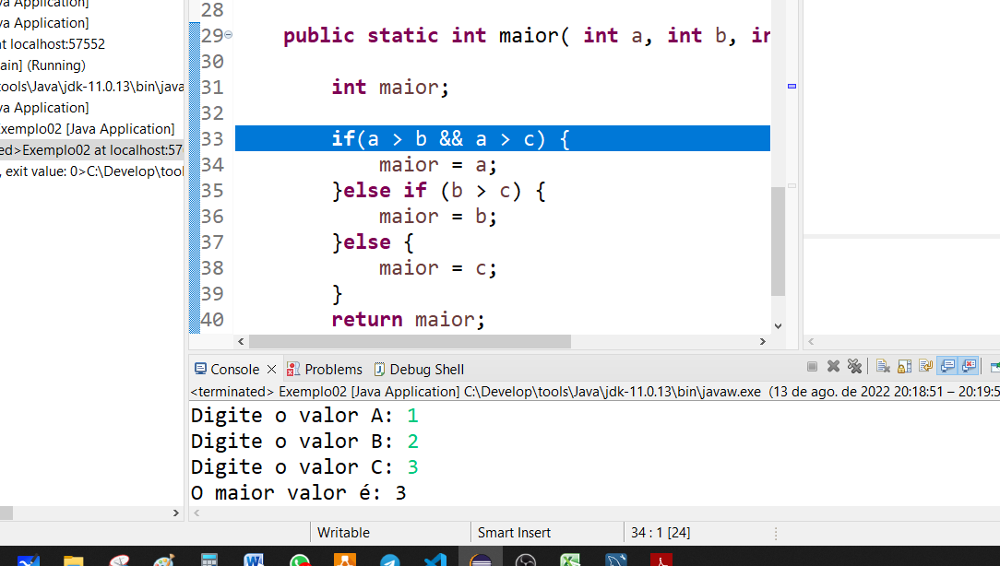 va Application]
va Application]
at localhost:57552
ain] (Running)
tools\Java\jdk-11.0.13\bin\java
va Application]
Exemplo02 [Java Application]
ed>Exemplo02 at localhost:57
, exit value: 0>C:\Develop\tool
28
29 public static int maior( int a, int b, in
30
31 int maior;
32
33 if(a > b && a > c) {
34 maior = a;
35 }else if (b > c) {
36 maior = b;
37 }else {
38 maior = c;
39 }
40 return maior;
Console Problems Debug Shell
<terminated> Exemplo02 [Java Application] C:\Develop\tools\Java\jdk-11.0.13\bin\javaw.exe (13 de ago. de 2022 20:18:51 – 20:19:5
Digite o valor A: 1
Digite o valor B: 2
Digite o valor C: 3
O maior valor é: 3
Writable Smart Insert 34 : 1 [24]